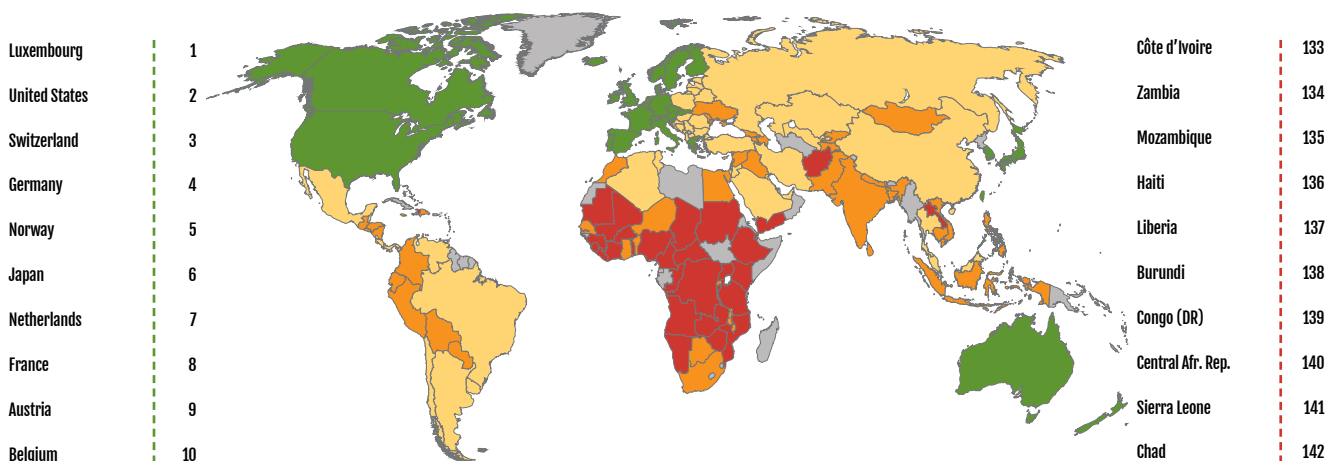 Luxembourg 1
United States 2
Switzerland 3
Germany 4
Norway 5
Japan 6
Netherlands 7
France 8
Austria 9
Belgium 10
Côte d'Ivoire 133
Zambia 134
Mozambique 135
Haiti 136
Liberia 137
Burundi 138
Congo (DR) 139
Central Afr. Rep. 140
Sierra Leone 141
Chad 142